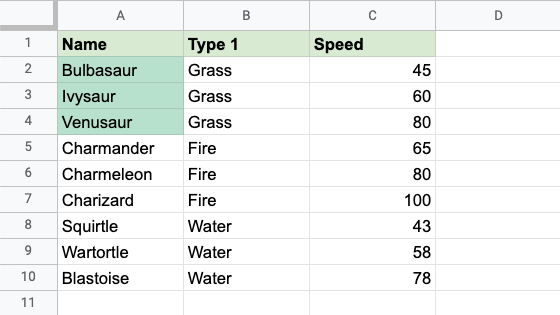 A B C D
1 Name Type 1 Speed
2 Bulbasaur Grass 45
3 Ivysaur Grass 60
4 Venusaur Grass 80
5 Charmander Fire 65
6 Charmeleon Fire 80
7 Charizard Fire 100
8 Squirtle Water 43
9 Wartortle Water 58
10 Blastoise Water 78
11